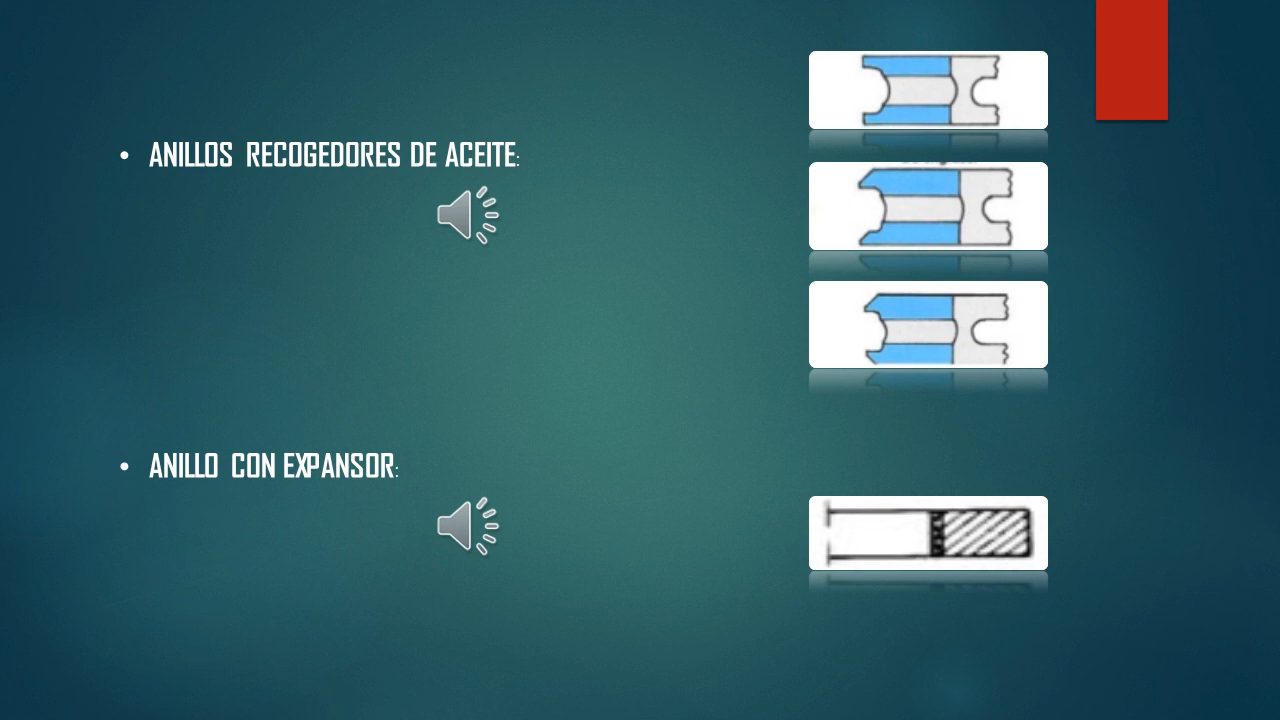 • ANILLOS RECOGEDORES DE ACEITE:
• ANILLO CON EXPANSOR: